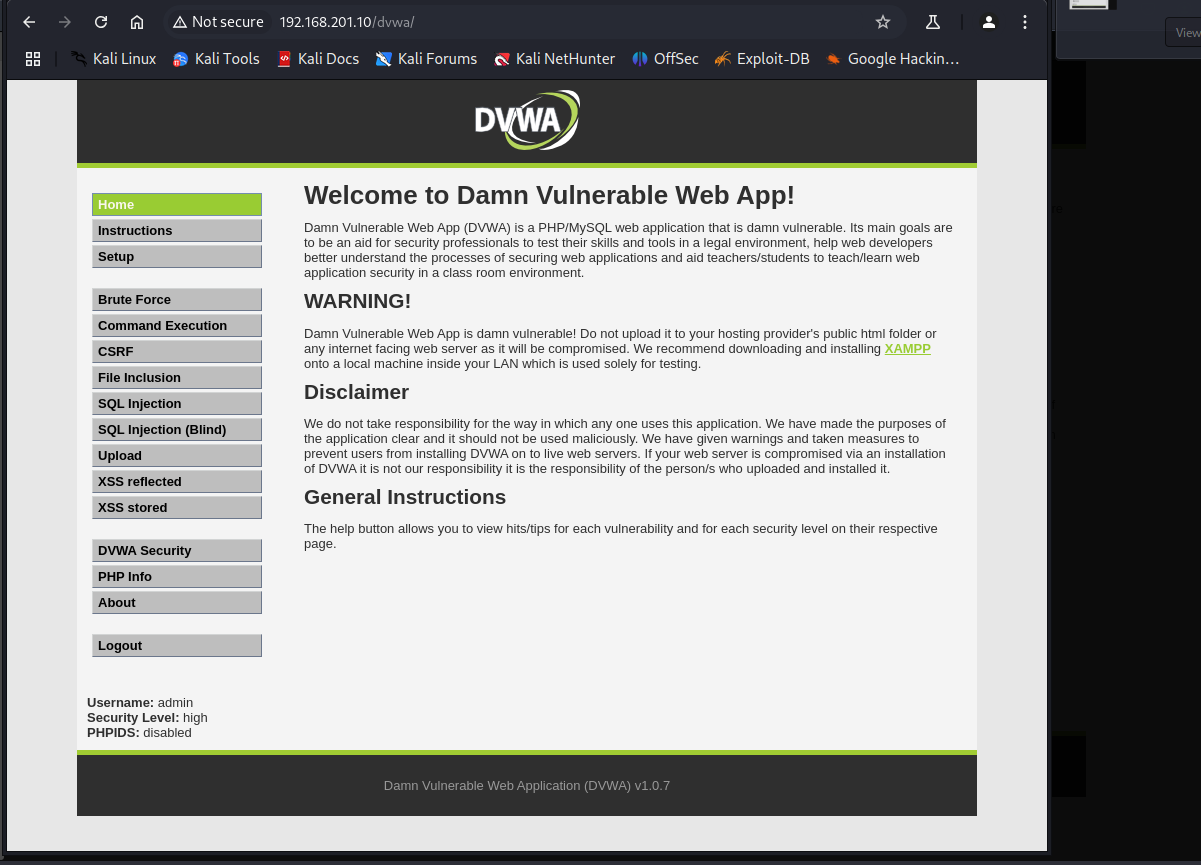 Not secure 192.168.201.10/dvwa/
View
Kali Linux Kali Tools Kali Docs Kali Forums Kali NetHunter OffSec Exploit-DB Google Hackin…
DVWA
Home
Instructions
Setup
Brute Force
Command Execution
CSRF
File Inclusion
SQL Injection
SQL Injection (Blind)
Upload
XSS reflected
XSS stored
DVWA Security
PHP Info
About
Logout
Welcome to Damn Vulnerable Web App!
Damn Vulnerable Web App (DVWA) is a PHP/MySQL web application that is damn vulnerable. Its main goals are
to be an aid for security professionals to test their skills and tools in a legal environment, help web developers
better understand the processes of securing web applications and aid teachers/students to teach/learn web
application security in a class room environment.
WARNING!
Damn Vulnerable Web App is damn vulnerable! Do not upload it to your hosting provider's public html folder or
any internet facing web server as it will be compromised. We recommend downloading and installing XAMPP
onto a local machine inside your LAN which is used solely for testing.
Disclaimer
We do not take responsibility for the way in which any one uses this application. We have made the purposes of
the application clear and it should not be used maliciously. We have given warnings and taken measures to
prevent users from installing DVWA on to live web servers. If your web server is compromised via an installation
of DVWA it is not our responsibility it is the responsibility of the person/s who uploaded and installed it.
General Instructions
The help button allows you to view hits/tips for each vulnerability and for each security level on their respective
page.
Username: admin
Security Level: high
PHPIDS: disabled
Damn Vulnerable Web Application (DVWA) v1.0.7